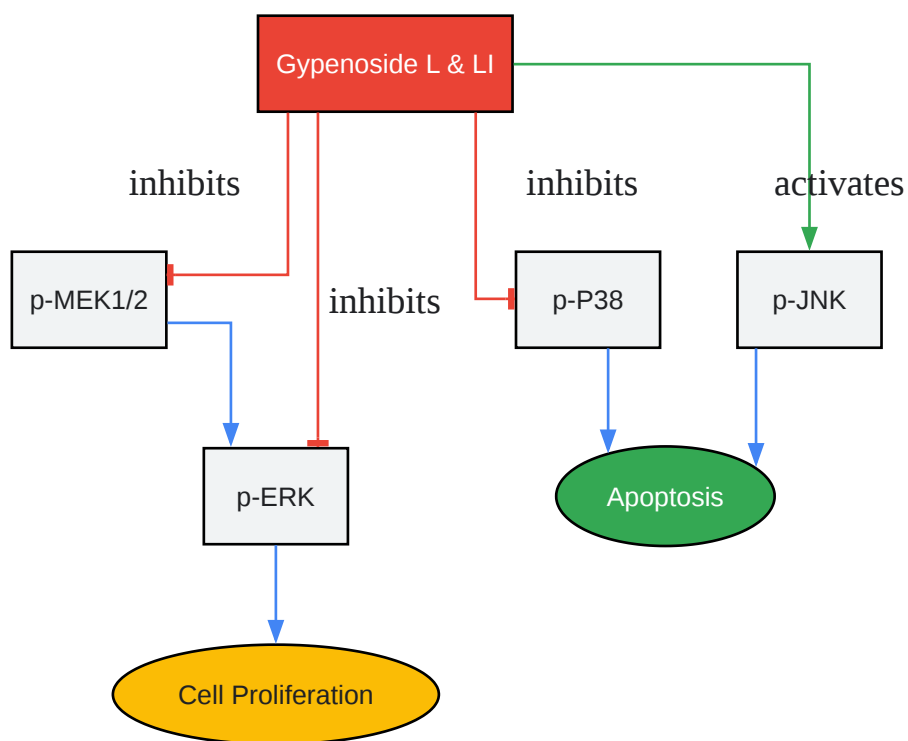 Gypenoside L & LI
inhibits
inhibits
activates
p-MEK1/2
inhibits
p-P38
p-JNK
p-ERK
Apoptosis
Cell Proliferation